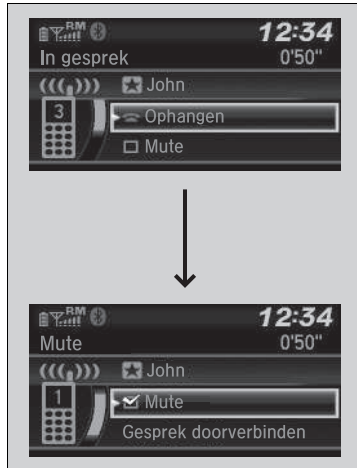 RM 12:34
In gesprek 0'50"
John
3 Ophangen
Mute
RM 12:34
Mute 0'50"
John
1 Mute
Gesprek doorverbinden